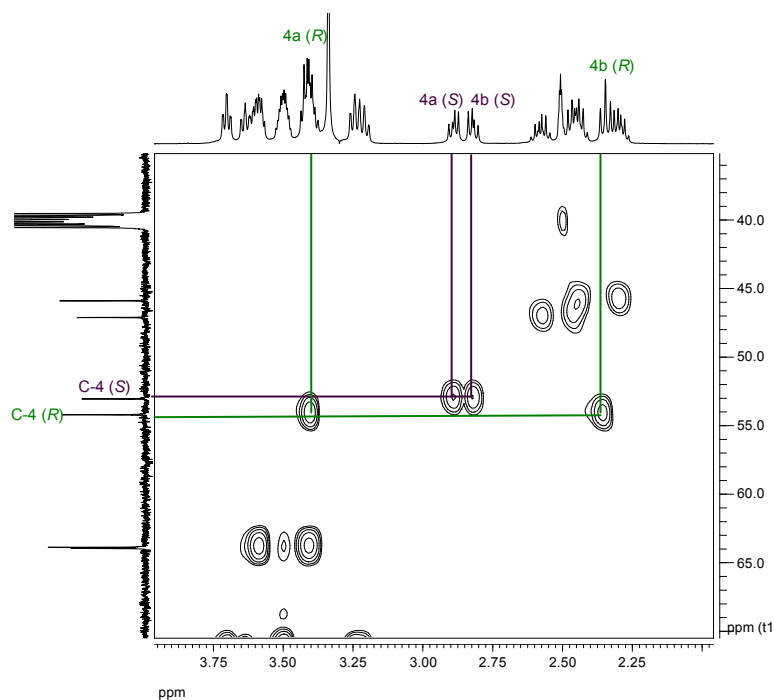 4a (R)
4b (R)
4a (S) 4b (S)
40.0
45.0
50.0
C-4 (S)
C-4 (R)
55.0
60.0
65.0
ppm (t1
3.75 3.50 3.25 3.00 2.75 2.50 2.25
ppm